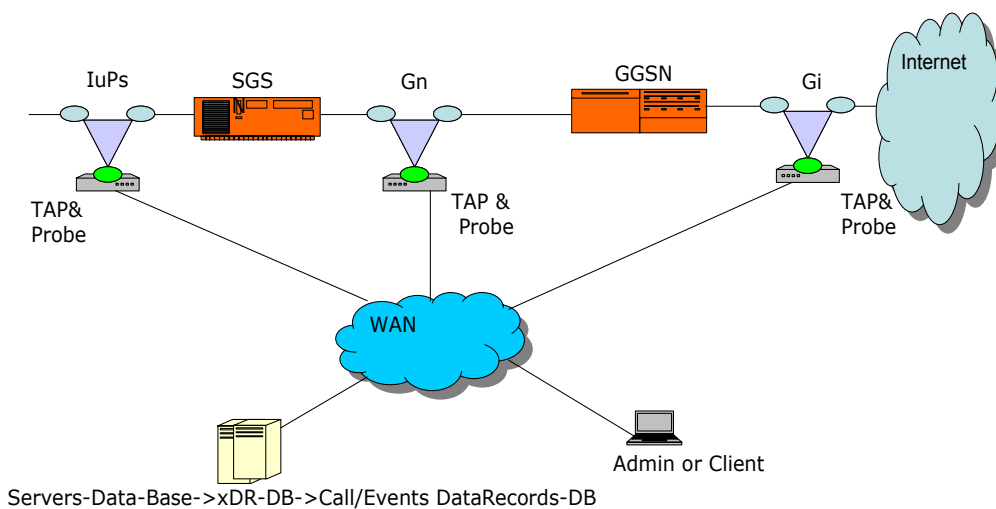 IuPs
SGS
Gn
GGSN
Gi
Internet
TAP&
Probe
TAP &
Probe
TAP&
Probe
WAN
Admin or Client
Servers-Data-Base->xDR-DB->Call/Events DataRecords-DB